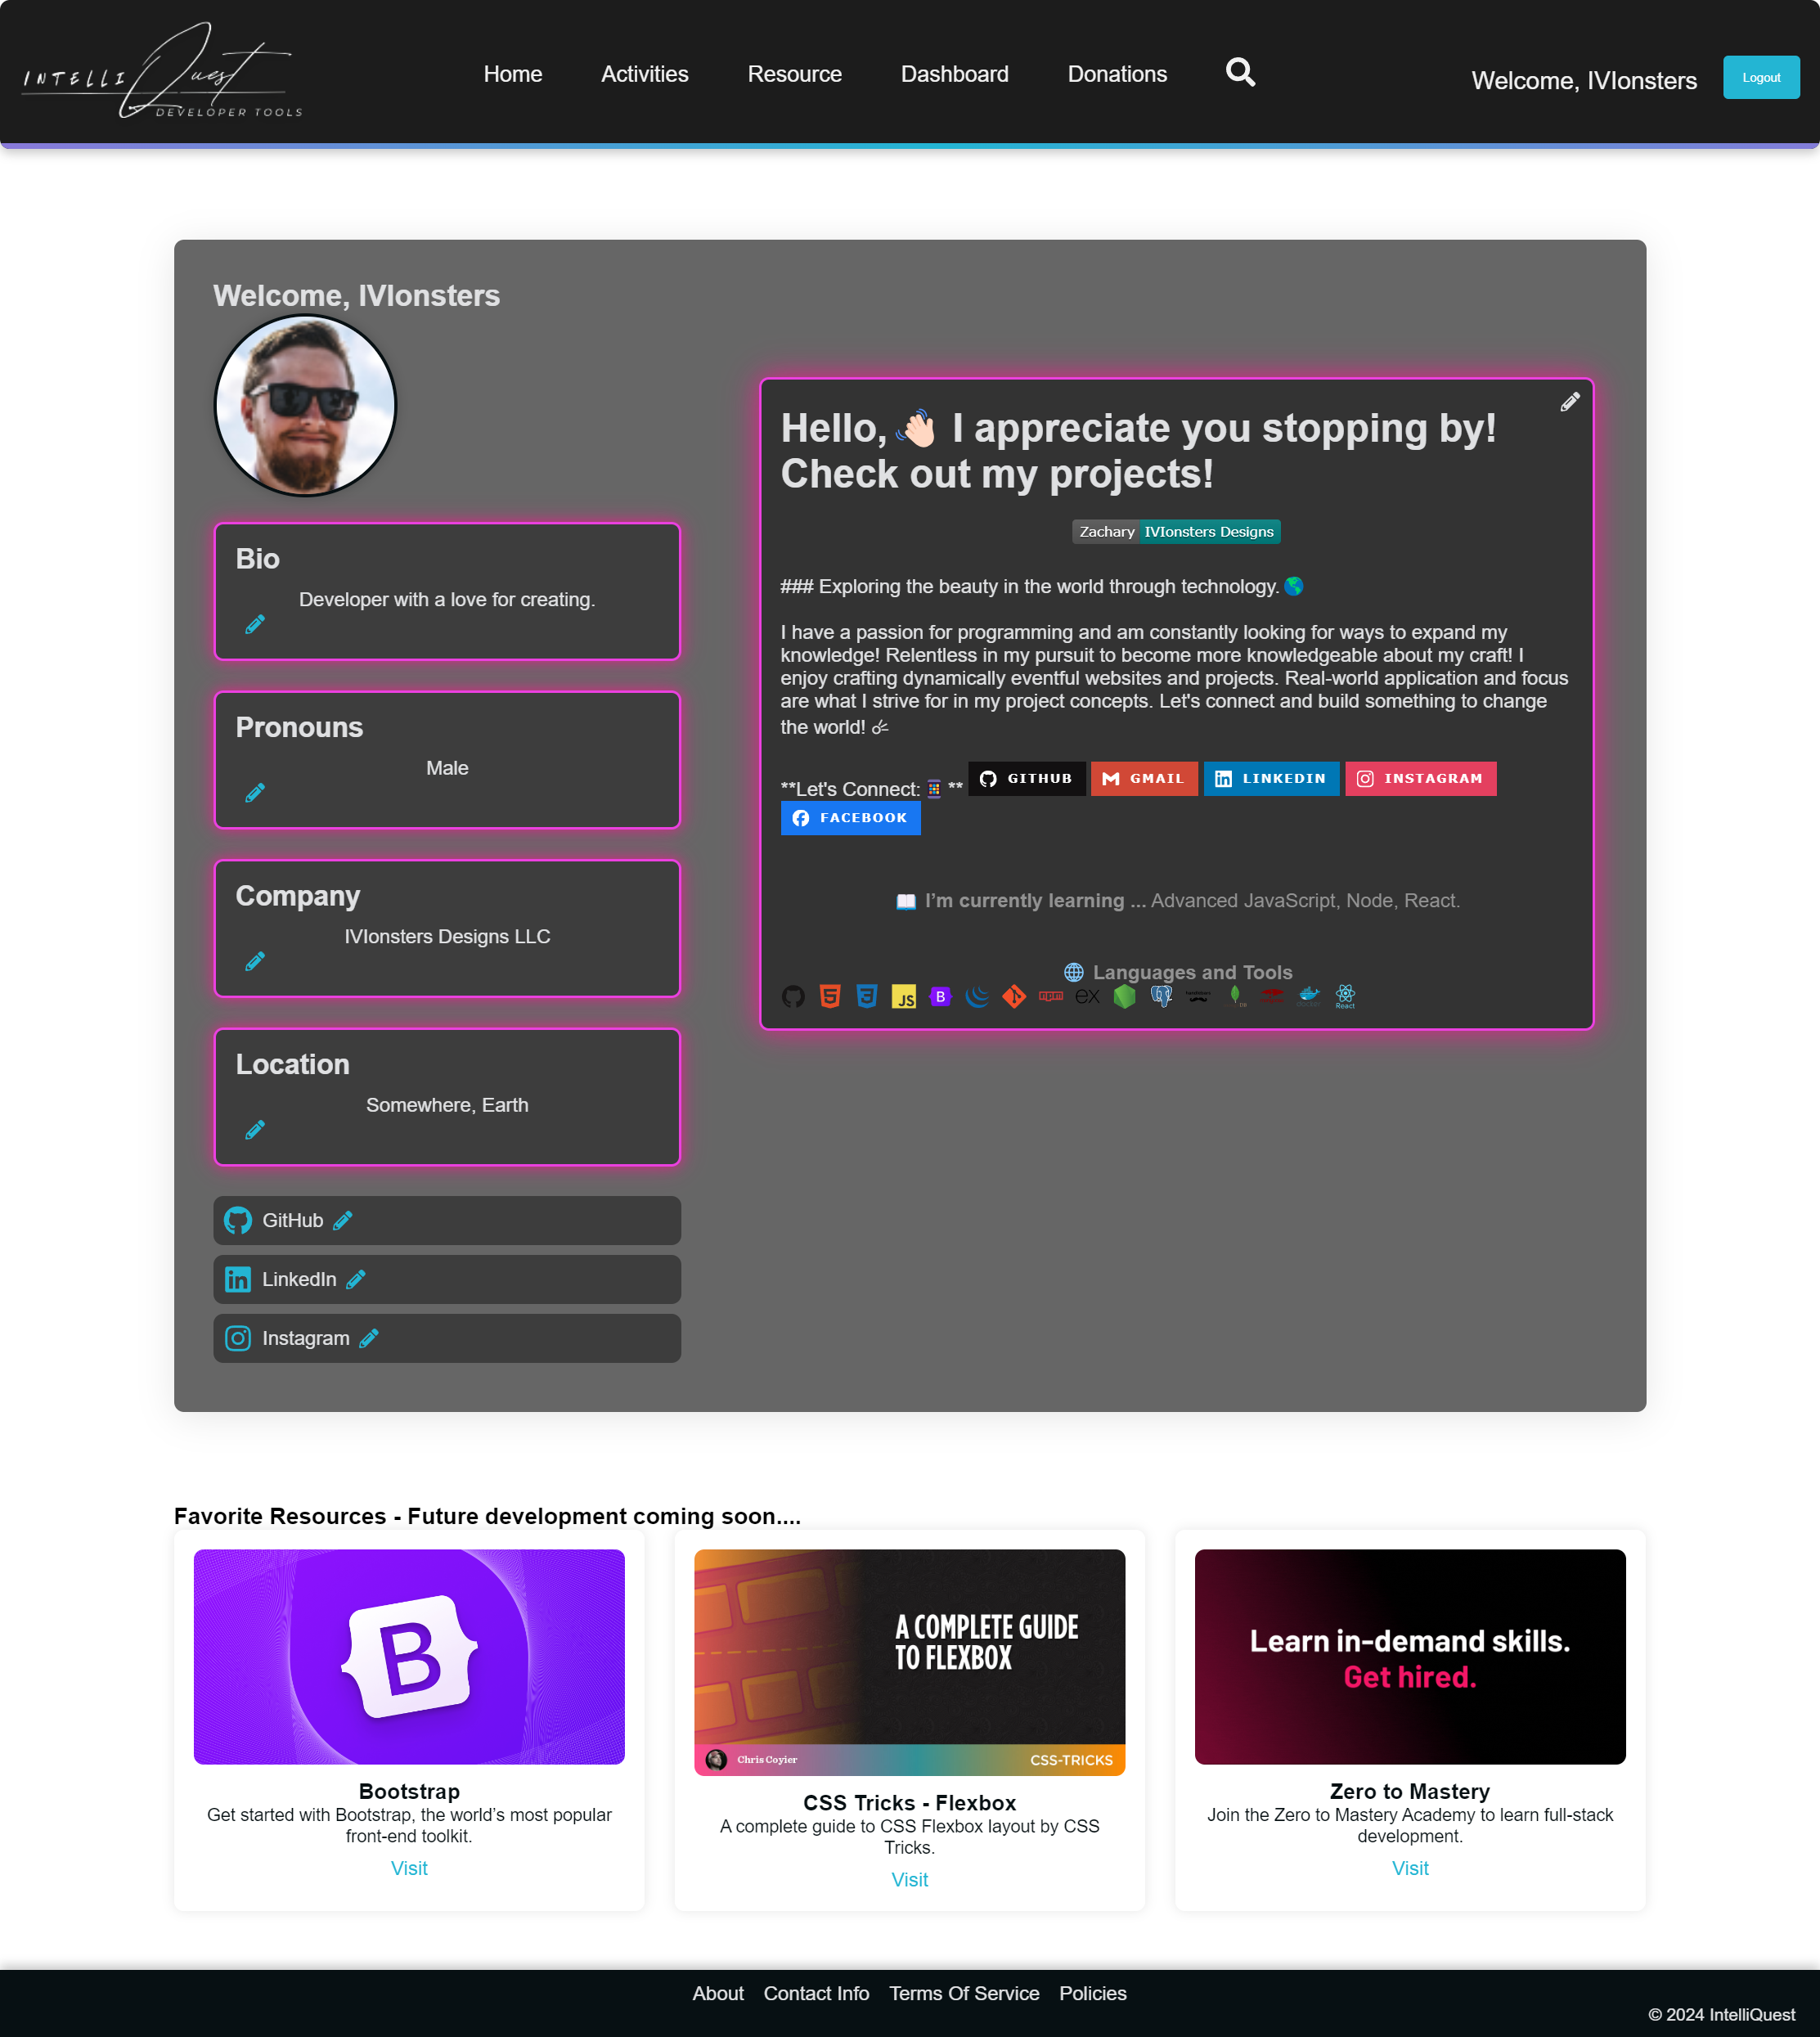 INTELLI Quest
DEVELOPER TOOLS
Home Activities Resource Dashboard Donations
Welcome, IVIonsters Logout
Welcome, IVIonsters
Bio
Developer with a love for creating.
Pronouns
Male
Company
IVIonsters Designs LLC
Location
Somewhere, Earth
GitHub
LinkedIn
Instagram
Hello, 👋🏻 I appreciate you stopping by!
Check out my projects!
Zachary IVIonsters Designs
### Exploring the beauty in the world through technology. 🌎
I have a passion for programming and am constantly looking for ways to expand my
knowledge! Relentless in my pursuit to become more knowledgeable about my craft! I
enjoy crafting dynamically eventful websites and projects. Real-world application and focus
are what I strive for in my project concepts. Let's connect and build something to change
the world!
**Let's Connect: ** GITHUB GMAIL LINKEDIN INSTAGRAM
FACEBOOK
📖 I’m currently learning ... Advanced JavaScript, Node, React.
🌐 Languages and Tools
JS B npm ex React
Favorite Resources - Future development coming soon....
B
Bootstrap
Get started with Bootstrap, the world’s most popular
front-end toolkit.
Visit
A COMPLETE GUIDE
TO FLEXBOX
Chris Coyier CSS-TRICKS
CSS Tricks - Flexbox
A complete guide to CSS Flexbox layout by CSS
Tricks.
Visit
Learn in-demand skills.
Get hired.
Zero to Mastery
Join the Zero to Mastery Academy to learn full-stack
development.
Visit
About Contact Info Terms Of Service Policies
© 2024 IntelliQuest